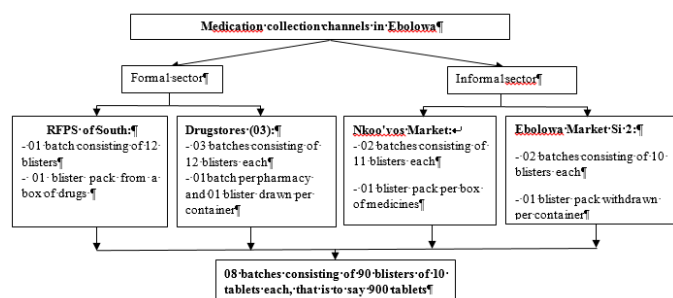 Medication collection channels in Ebolowa¶
Formal sector¶
Informal sector¶
RFPS of South:¶
- 01 batch consisting of 12
blisters¶
- 01 blister pack from a
box of drugs ¶
Drugstores (03):¶
-03 batches consisting of
12 blisters each¶
-01batch per pharmacy
and 01 blister drawn per
container¶
Nkoo'vos Market:↵
-02 batches consisting of
11 blisters each¶
-01 blister pack per box
of medicines¶
Ebolowa Market Si 2:¶
-02 batches consisting of 10
blisters each¶
-01 blister pack withdrawn
per container¶
08 batches consisting of 90 blisters of 10
tablets each, that is to say 900 tablets¶